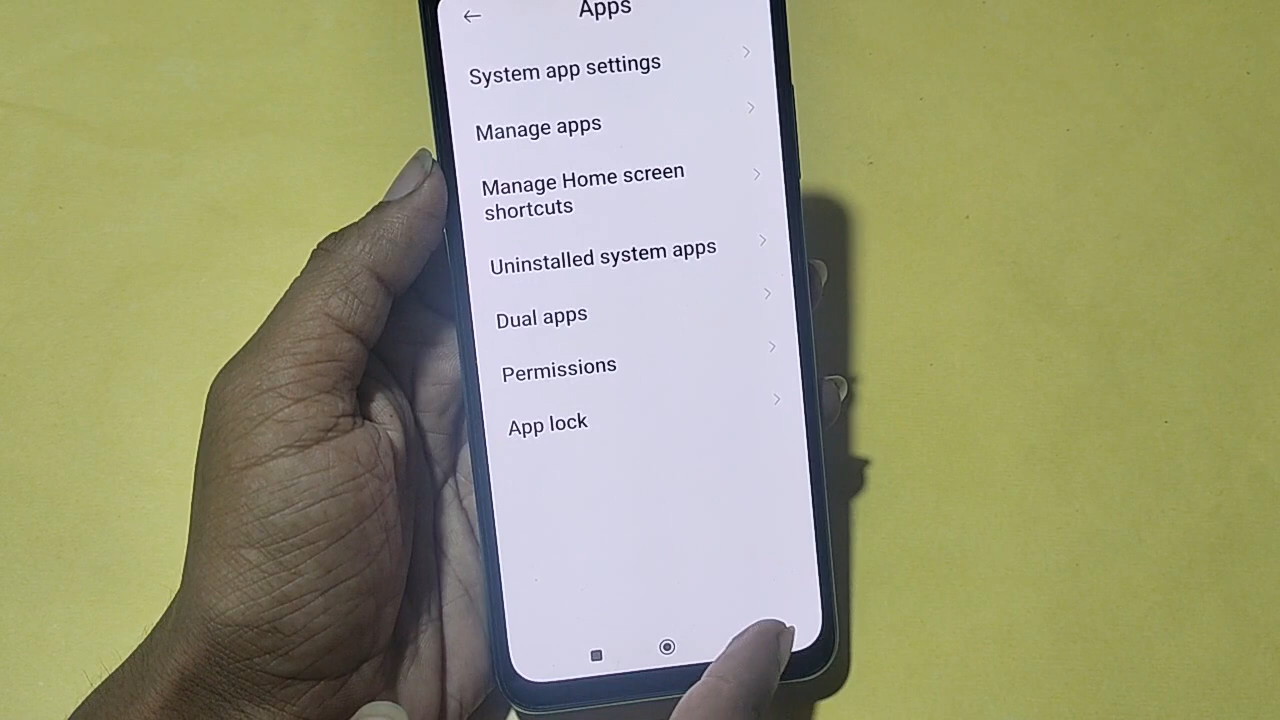 Apps
System app settings
Manage apps
Manage Home screen
shortcuts
Uninstalled system apps
Dual apps
Permissions
App lock